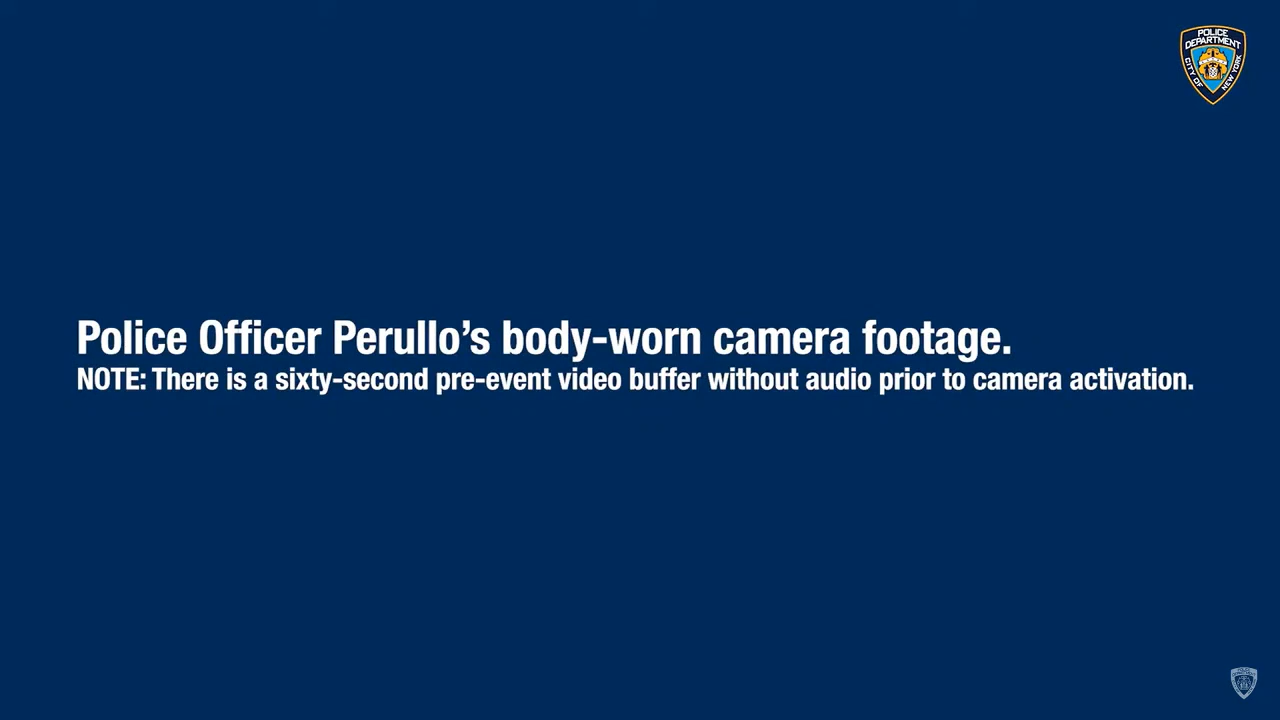 POLICE
DEPARTMENT
CITY OF NEW YORK
Police Officer Perullo’s body-worn camera footage.
NOTE: There is a sixty-second pre-event video buffer without audio prior to camera activation.